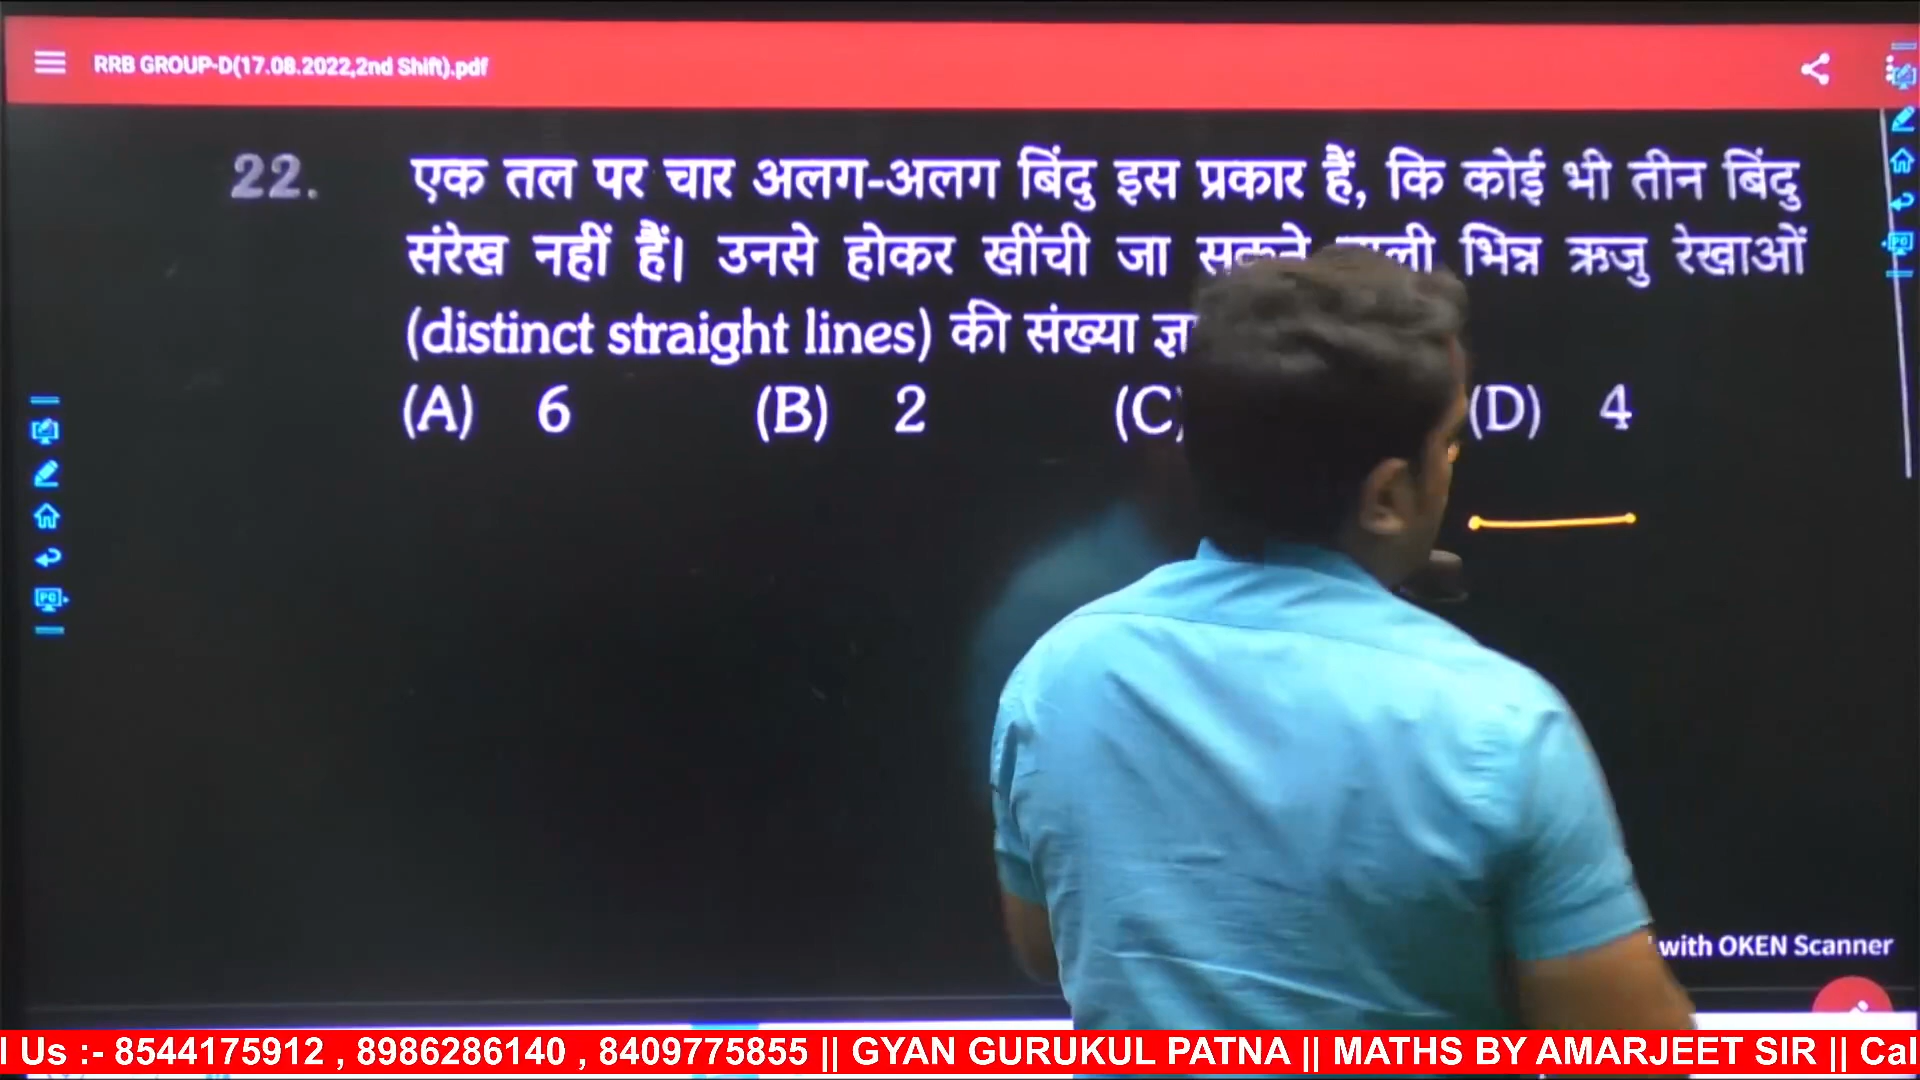 RRB GROUP-D(17.08.2022,2nd Shift).pdf
22. एक तल पर चार अलग-अलग बिंदु इस प्रकार हैं, कि कोई भी तीन बिंदु
संरेख नहीं हैं। उनसे होकर खींची जा सकने भिन्न ऋजु रेखाओं
(distinct straight lines) की संख्या
(A) 6 (B) 2 (C) (D) 4
with OKEN Scanner
l Us :- 8544175912 , 8986286140 , 8409775855 || GYAN GURUKUL PATNA || MATHS BY AMARJEET SIR || Cal